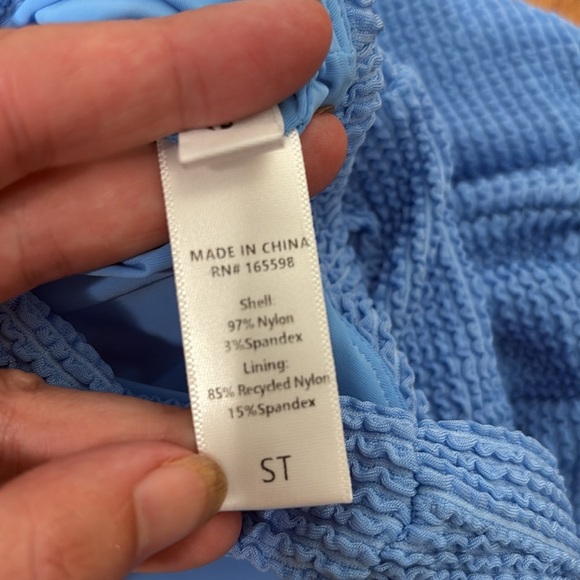 MADE IN CHINA
RN# 165598
Shell:
97% Nylon
3%Spandex
Lining:
85% Recycled Nylon
15%Spandex
ST